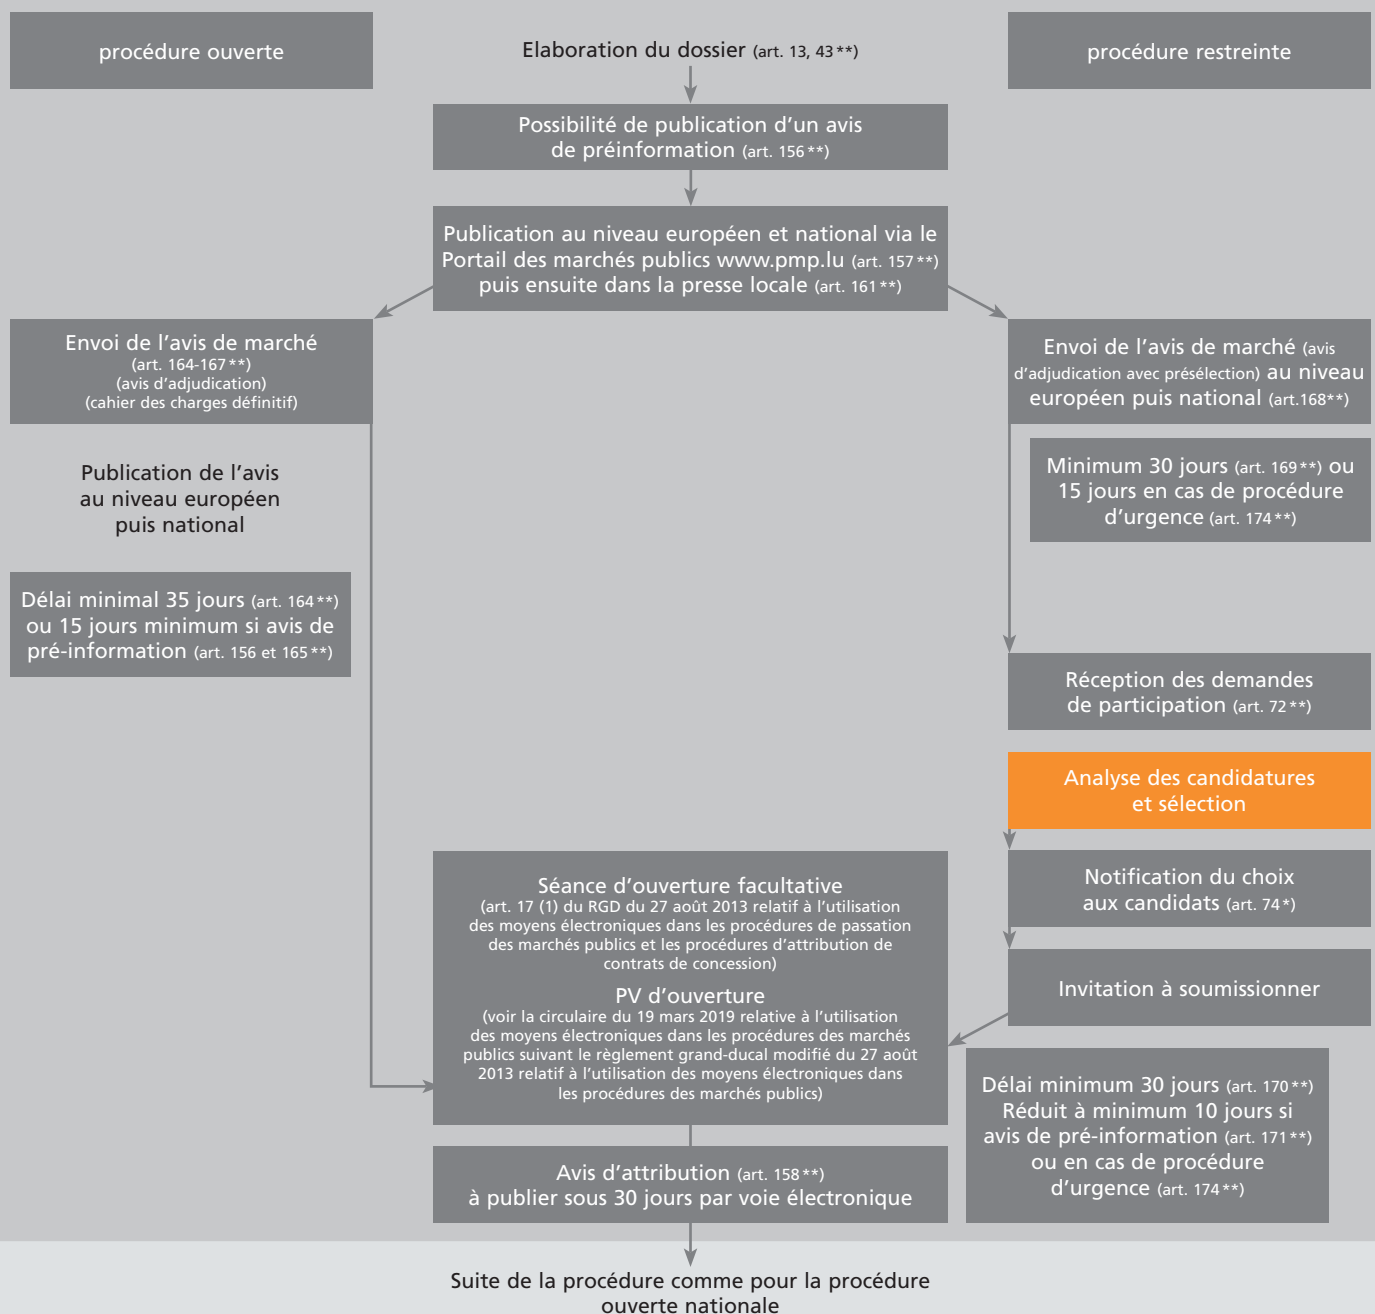 procédure ouverte
Elaboration du dossier (art. 13, 43**)
procédure restreinte
Possibilité de publication d'un avis
de préinformation (art. 156**)
Publication au niveau européen et national via le
Portail des marchés publics www.pmp.lu (art. 157**)
puis ensuite dans la presse locale (art. 161**)
Envoi de l'avis de marché
(art. 164-167**)
(avis d'adjudication)
(cahier des charges définitif)
Envoi de l'avis de marché (avis
d'adjudication avec présélection) au niveau
européen puis national (art.168**)
Publication de l'avis
au niveau européen
puis national
Minimum 30 jours (art. 169**) ou
15 jours en cas de procédure
d'urgence (art. 174**)
Délai minimal 35 jours (art. 164**)
ou 15 jours minimum si avis de
pré-information (art. 156 et 165**)
Réception des demandes
de participation (art. 72**)
Analyse des candidatures
et sélection
Notification du choix
aux candidats (art. 74*)
Invitation à soumissionner
Séance d'ouverture facultative
(art. 17 (1) du RGD du 27 août 2013 relatif à l'utilisation
des moyens électroniques dans les procédures de passation
des marchés publics et les procédures d'attribution de
contrats de concession)
PV d'ouverture
(voir la circulaire du 19 mars 2019 relative à l'utilisation
des moyens électroniques dans les procédures des marchés
publics suivant le règlement grand-ducal modifié du 27 août
2013 relatif à l'utilisation des moyens électroniques dans
les procédures des marchés publics)
Délai minimum 30 jours (art. 170**)
Réduit à minimum 10 jours si
avis de pré-information (art. 171**)
ou en cas de procédure
d'urgence (art. 174**)
Avis d'attribution (art. 158**)
à publier sous 30 jours par voie électronique
Suite de la procédure comme pour la procédure
ouverte nationale